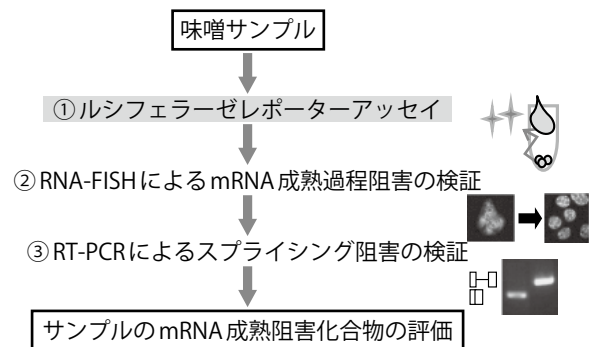 味噌サンプル
①ルシフェラーゼレポーターアッセイ
②RNA-FISHによるmRNA成熟過程阻害の検証
③RT-PCRによるスプライシング阻害の検証
サンプルのmRNA成熟阻害化合物の評価